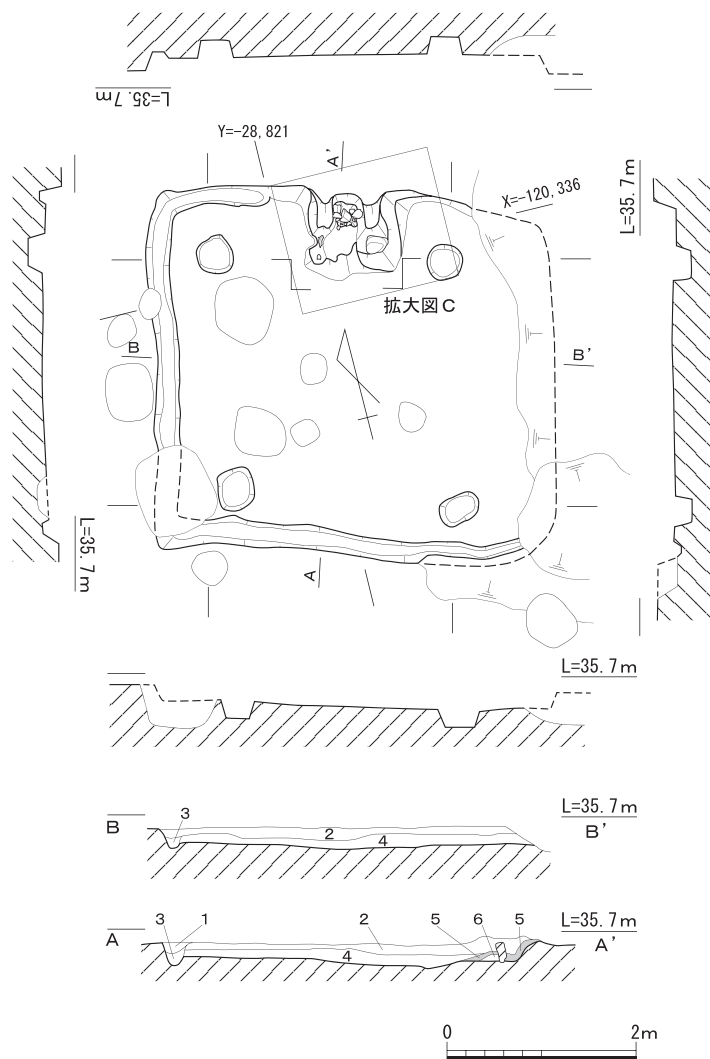 L=35.7m
Y=-28,821
A'
X=-120,336
L=35.7m
拡大図C
B
B'
L=35.7m
A
L=35.7m
L=35.7m
B
3
2
4
B'
L=35.7m
A
3
1
2
4
5
6
5
A'
0
2m